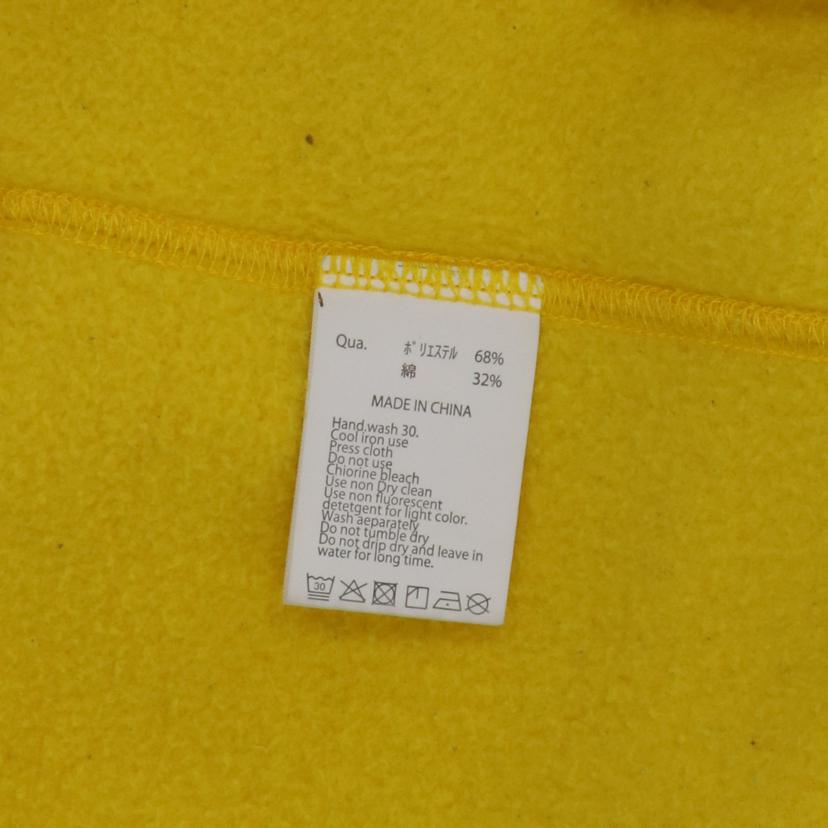 Qua. ﾎﾟﾘｴｽﾃﾙ 68%
綿 32%
MADE IN CHINA
Hand.wash 30.
Cool iron use
Press cloth
Do not use
Chlorine bleach
Use non Dry clean
Use non fluorescent
detetgent for light color.
Wash aeparately
Do not tumble dry
Do not drip dry and leave in
water for long time.
30